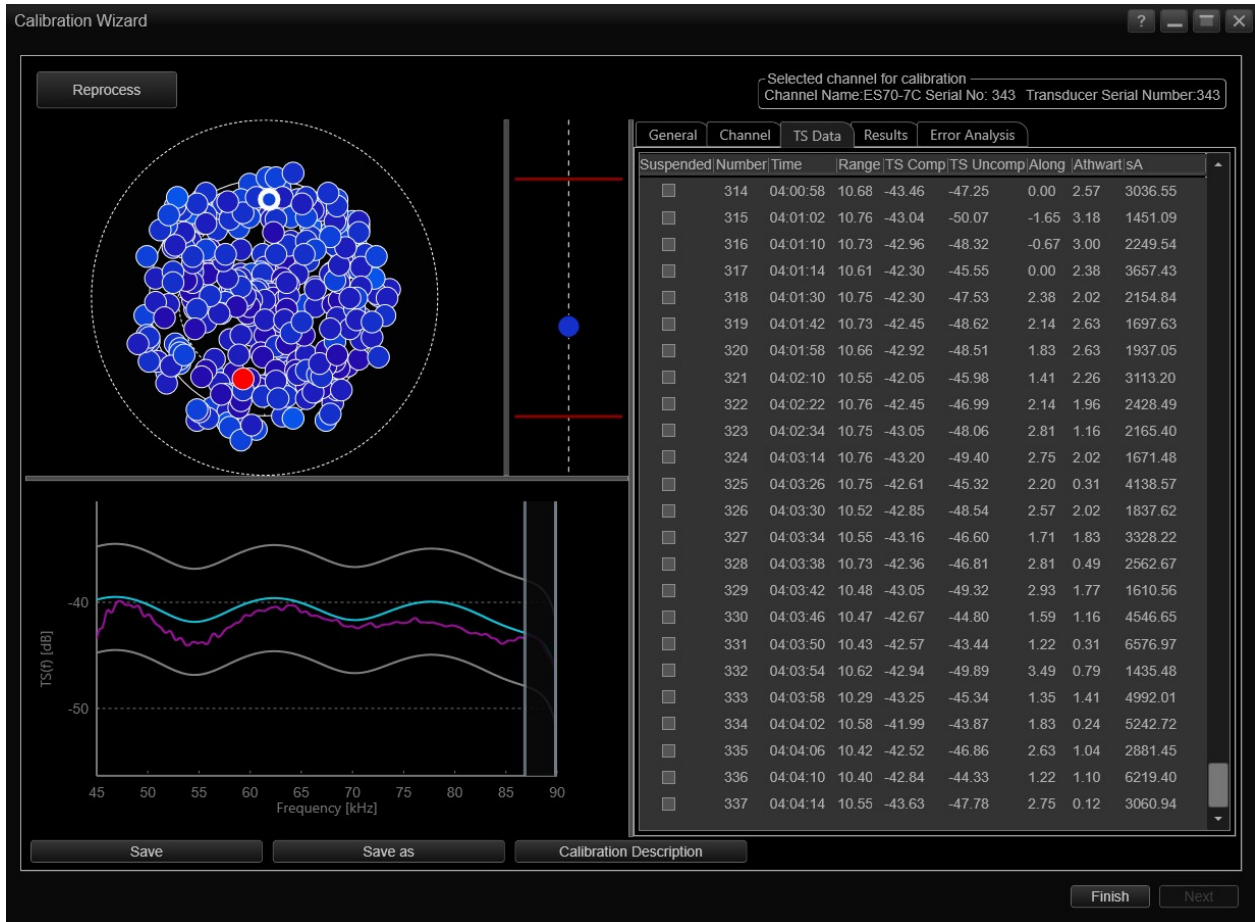 Calibration Wizard
?
Reprocess
Selected channel for calibration
Channel Name:ES70-7C Serial No: 343 Transducer Serial Number:343
General Channel TS Data Results Error Analysis
Suspended Number Time Range TS Comp TS Uncomp Along Athwart sA
314 04:00:58 10.68 -43.46 -47.25 0.00 2.57 3036.55
315 04:01:02 10.76 -43.04 -50.07 -1.65 3.18 1451.09
316 04:01:10 10.73 -42.96 -48.32 -0.67 3.00 2249.54
317 04:01:14 10.61 -42.30 -45.55 0.00 2.38 3657.43
318 04:01:30 10.75 -42.30 -47.53 2.38 2.02 2154.84
319 04:01:42 10.73 -42.45 -48.62 2.14 2.63 1697.63
320 04:01:58 10.66 -42.92 -48.51 1.83 2.63 1937.05
321 04:02:10 10.55 -42.05 -45.98 1.41 2.26 3113.20
322 04:02:22 10.76 -42.45 -46.99 2.14 1.96 2428.49
323 04:02:34 10.75 -43.05 -48.06 2.81 1.16 2165.40
324 04:03:14 10.76 -43.20 -49.40 2.75 2.02 1671.48
325 04:03:26 10.75 -42.61 -45.32 2.20 0.31 4138.57
326 04:03:30 10.52 -42.85 -48.54 2.57 2.02 1837.62
327 04:03:34 10.55 -43.16 -46.60 1.71 1.83 3328.22
328 04:03:38 10.73 -42.36 -46.81 2.81 0.49 2562.67
329 04:03:42 10.48 -43.05 -49.32 2.93 1.77 1610.56
330 04:03:46 10.47 -42.67 -44.80 1.59 1.16 4546.65
331 04:03:50 10.43 -42.57 -43.44 1.22 0.31 6576.97
332 04:03:54 10.62 -42.94 -49.89 3.49 0.79 1435.48
333 04:03:58 10.29 -43.25 -45.34 1.35 1.41 4992.01
334 04:04:02 10.58 -41.99 -43.87 1.83 0.24 5242.72
335 04:04:06 10.42 -42.52 -46.86 2.63 1.04 2881.45
336 04:04:10 10.40 -42.84 -44.33 1.22 1.10 6219.40
337 04:04:14 10.55 -43.63 -47.78 2.75 0.12 3060.94
-40
TS(f) [dB]
-50
45 50 55 60 65 70 75 80 85 90
Frequency [kHz]
Save Save as Calibration Description
Finish Next